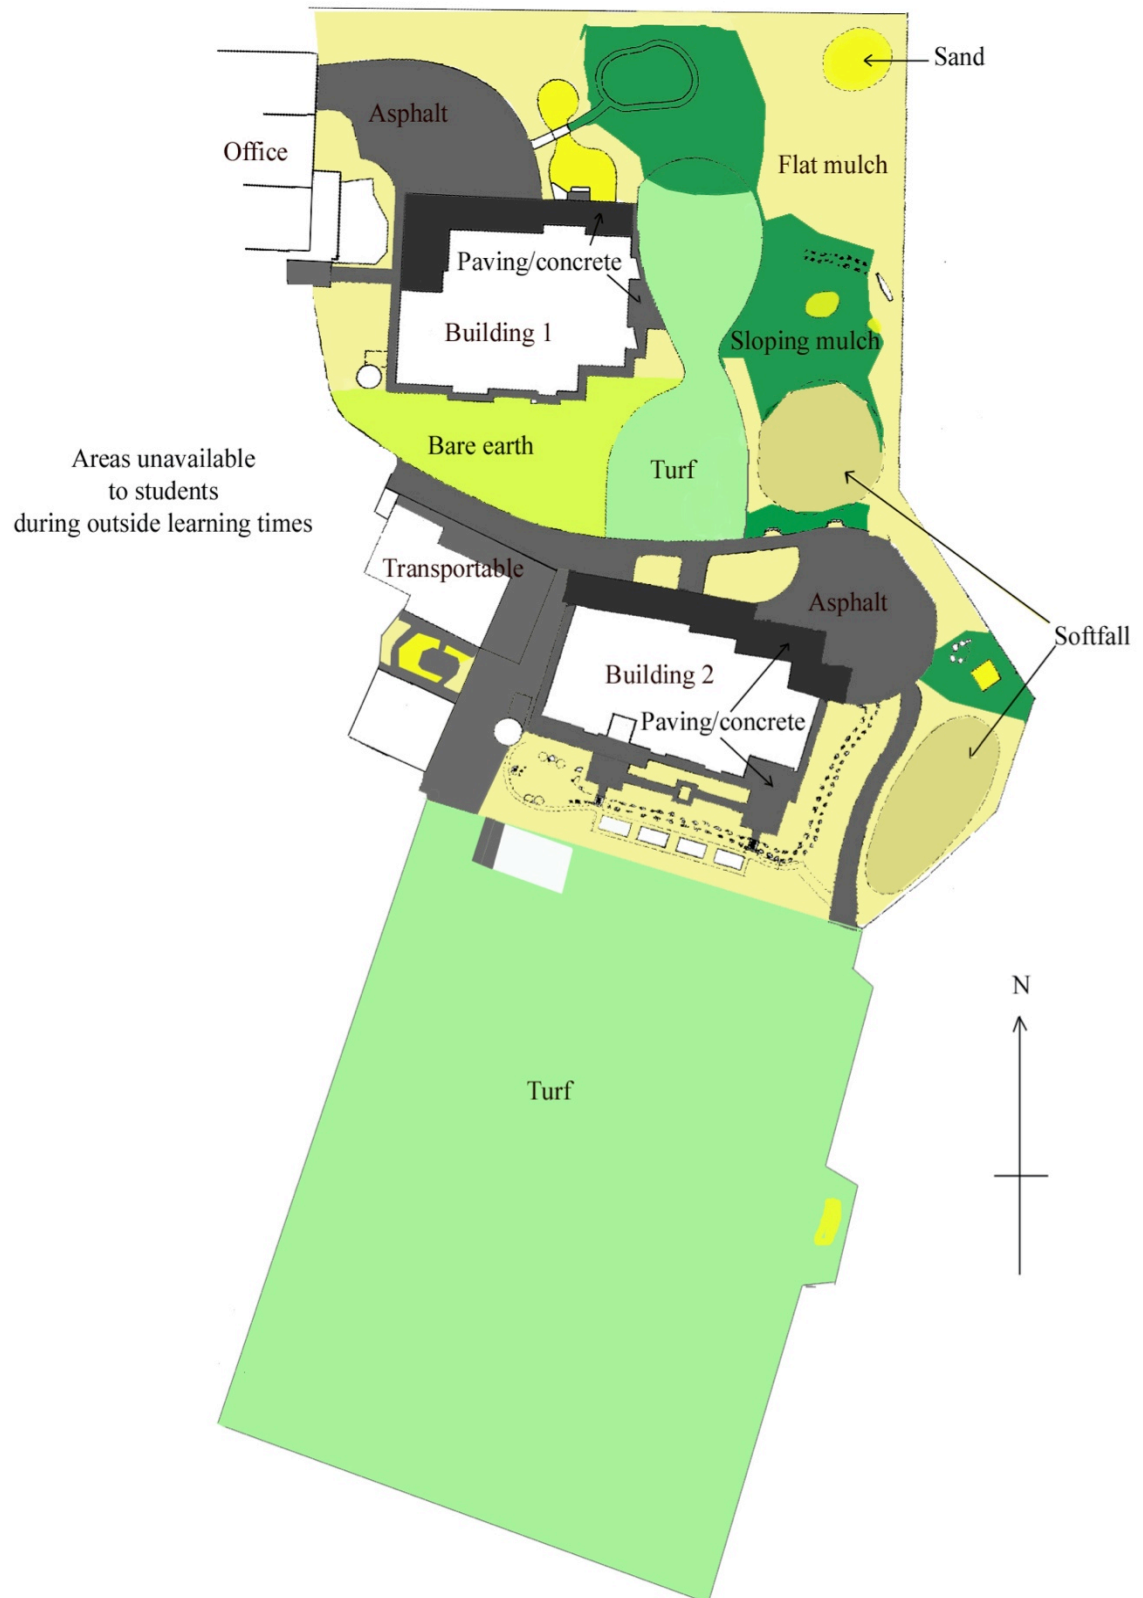 Sand
Asphalt
Office
Flat mulch
Paving/concrete
Building 1
Sloping mulch
Bare earth
Areas unavailable
to students
during outside learning times
Turf
Transportable
Asphalt
Softfall
Building 2
Paving/concrete
N
Turf